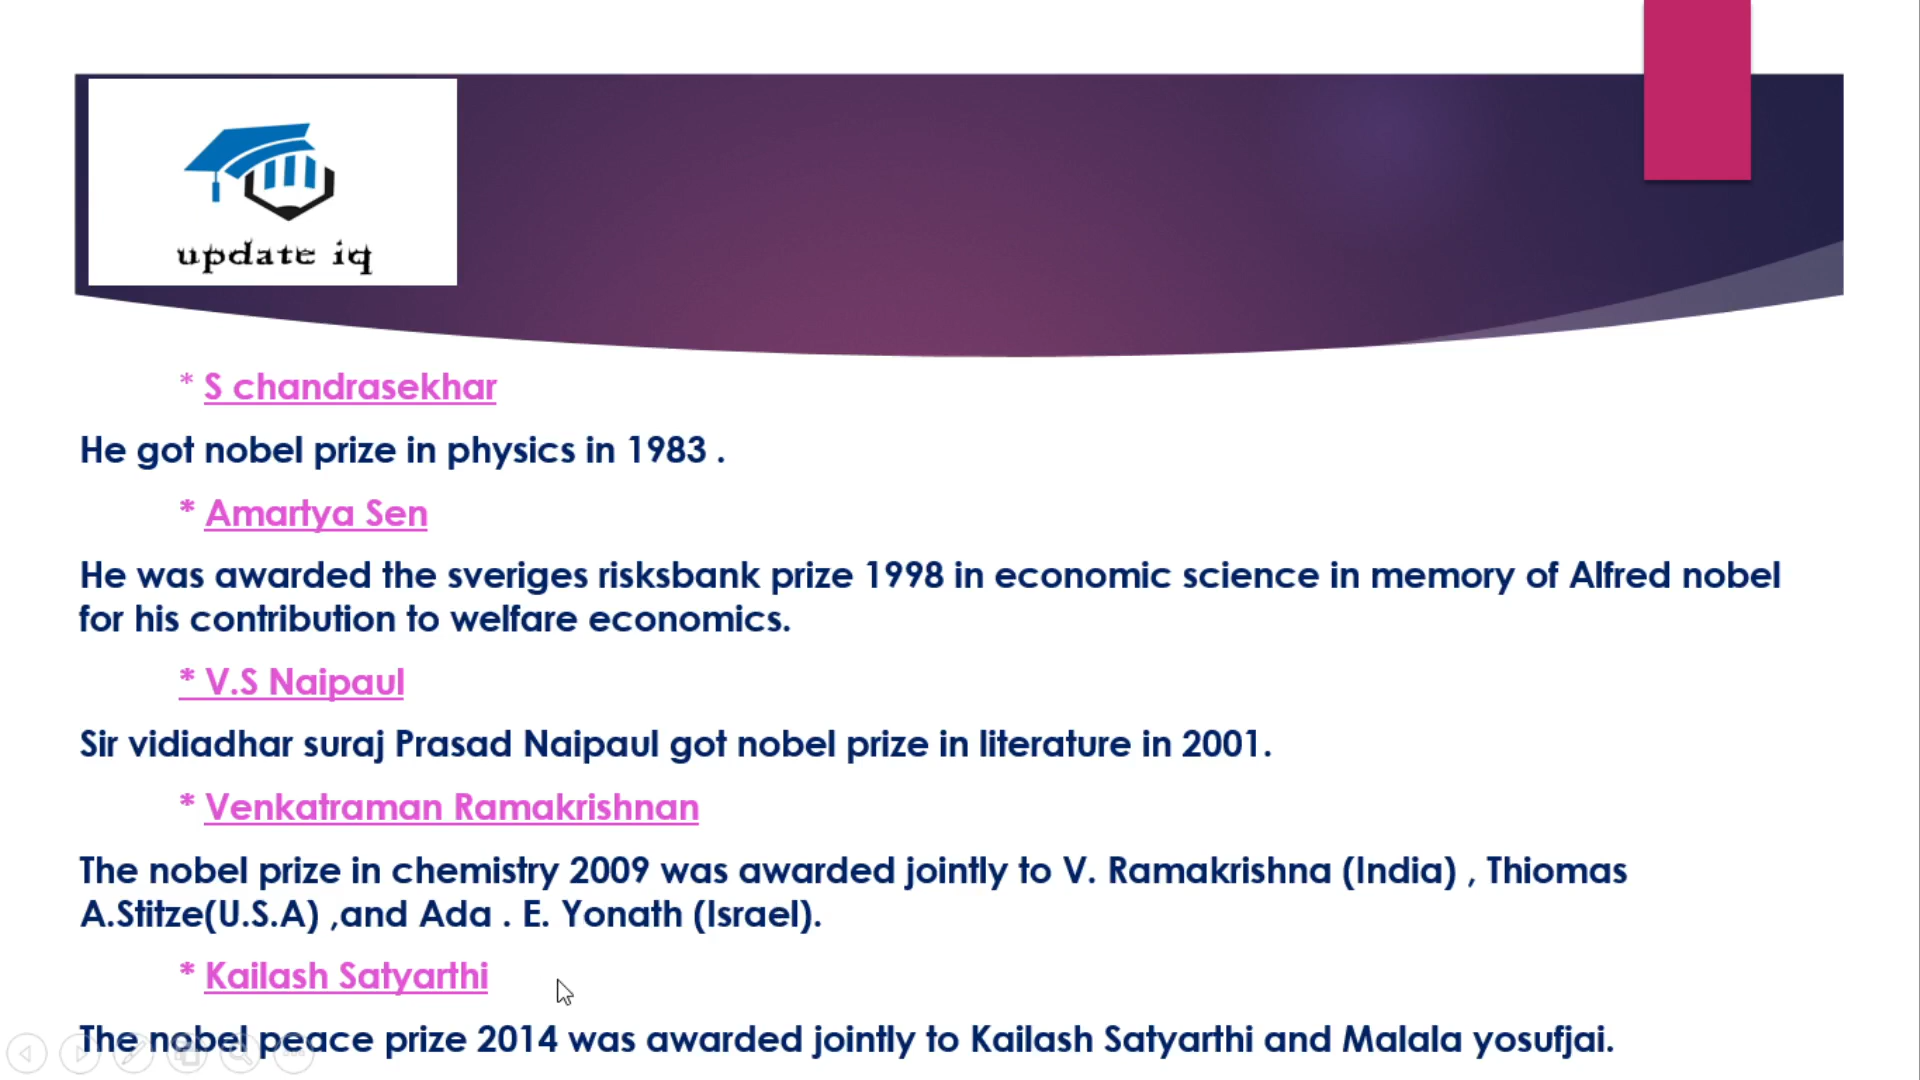 update iq
* S chandrasekhar
He got nobel prize in physics in 1983 .
* Amartya Sen
He was awarded the sveriges risksbank prize 1998 in economic science in memory of Alfred nobel
for his contribution to welfare economics.
* V.S Naipaul
Sir vidiadhar suraj Prasad Naipaul got nobel prize in literature in 2001.
* Venkatraman Ramakrishnan
The nobel prize in chemistry 2009 was awarded jointly to V. Ramakrishna (India) , Thiomas
A.Stitze(U.S.A) ,and Ada . E. Yonath (Israel).
* Kailash Satyarthi
The nobel peace prize 2014 was awarded jointly to Kailash Satyarthi and Malala yosufjai.